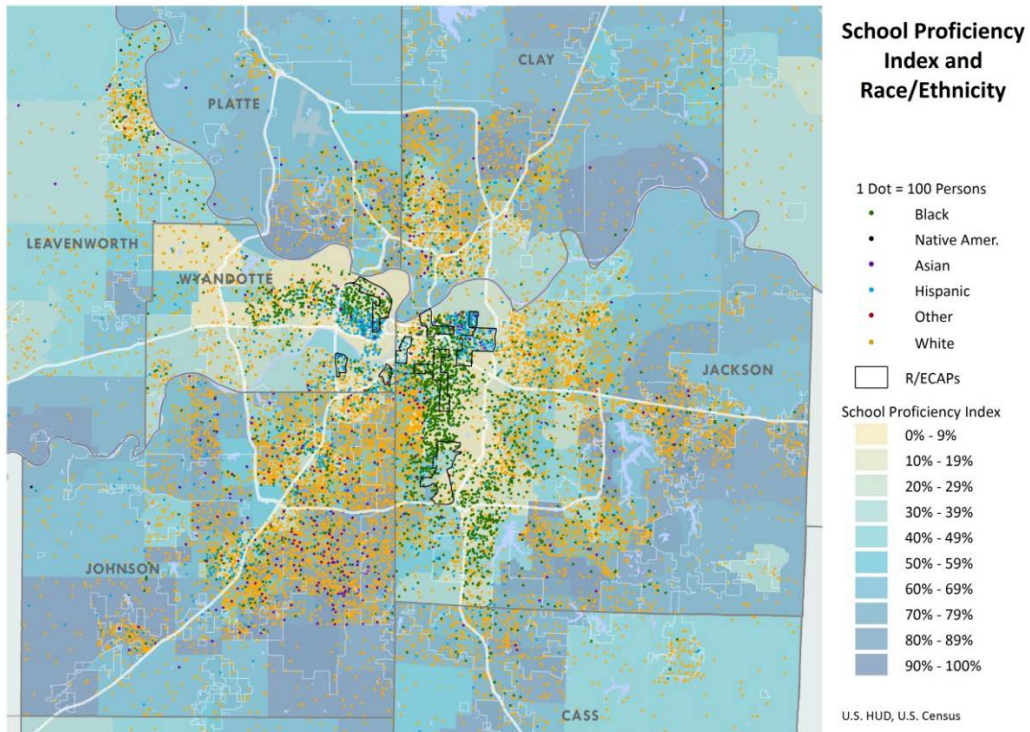 School Proficiency
Index and
Race/Ethnicity
CLAY
PLATTE
LEAVENWORTH
WYANDOTTE
JACKSON
JOHNSON
CASS
1 Dot = 100 Persons
Black
Native Amer.
Asian
Hispanic
Other
White
R/ECAPs
School Proficiency Index
0% - 9%
10% - 19%
20% - 29%
30% - 39%
40% - 49%
50% - 59%
60% - 69%
70% - 79%
80% - 89%
90% - 100%
U.S. HUD, U.S. Census